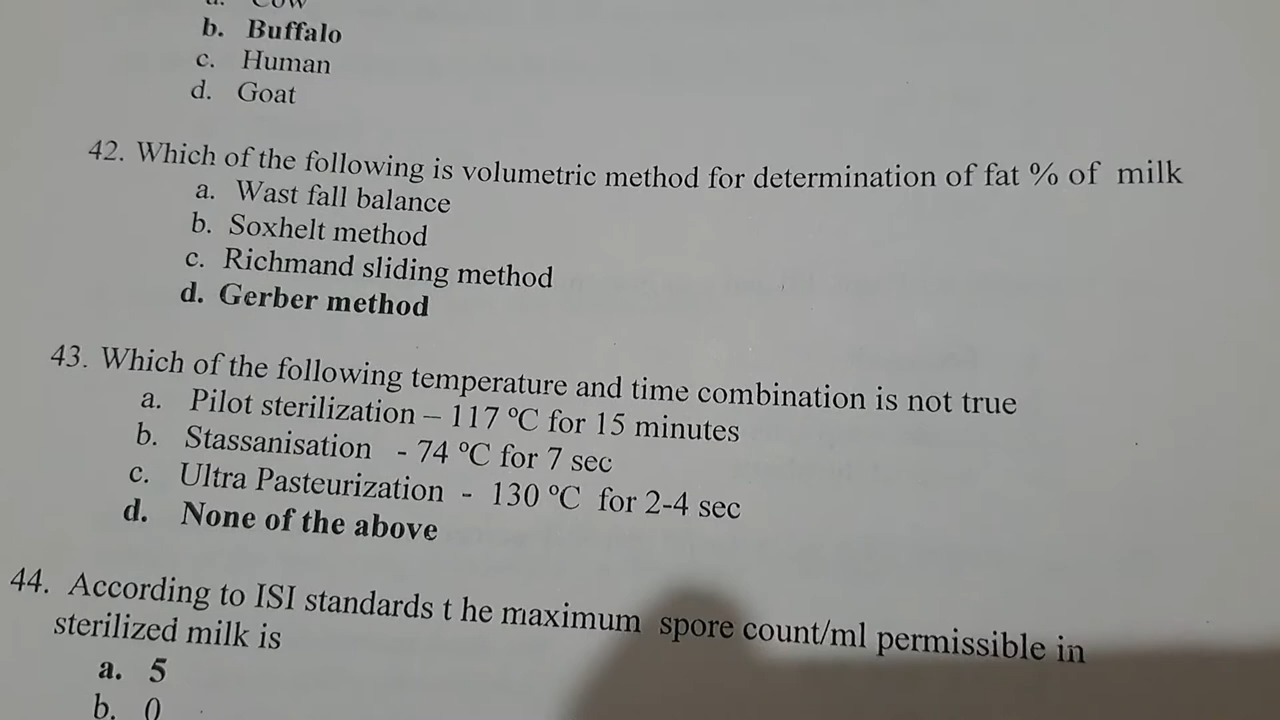 a. Cow
b. Buffalo
c. Human
d. Goat
42. Which of the following is volumetric method for determination of fat % of milk
a. Wast fall balance
b. Soxhelt method
c. Richmand sliding method
d. Gerber method
43. Which of the following temperature and time combination is not true
a. Pilot sterilization – 117 ºC for 15 minutes
b. Stassanisation - 74 ºC for 7 sec
c. Ultra Pasteurization - 130 ºC for 2-4 sec
d. None of the above
44. According to ISI standards t he maximum spore count/ml permissible in
sterilized milk is
a. 5
b. 0